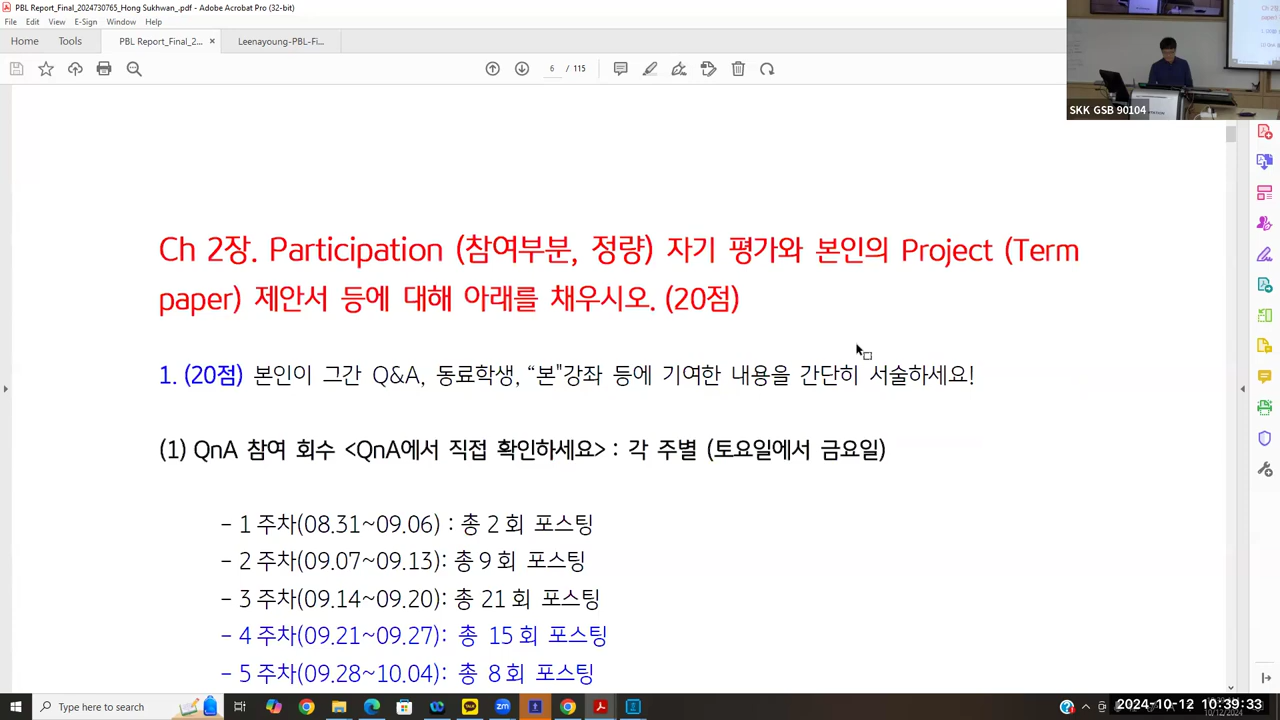 PBL Report_Final_2024730765_Hong Sukhwan_.pdf - Adobe Acrobat Pro (32-bit)
File Edit View E-Sign Window Help
Home Tools PBL Report_Final_2... × Leenayoung-PBL-Fi...
6 / 115
SKK GSB 90104
Ch 2장. Participation (참여부분, 정량) 자기 평가와 본인의 Project (Term
paper) 제안서 등에 대해 아래를 채우시오. (20점)
1. (20점) 본인이 그간 Q&A, 동료학생, “본"강좌 등에 기여한 내용을 간단히 서술하세요!
(1) QnA 참여 회수 <QnA에서 직접 확인하세요> : 각 주별 (토요일에서 금요일)
- 1 주차(08.31~09.06) : 총 2 회 포스팅
- 2 주차(09.07~09.13): 총 9 회 포스팅
- 3 주차(09.14~09.20): 총 21 회 포스팅
- 4 주차(09.21~09.27): 총 15 회 포스팅
- 5 주차(09.28~10.04): 총 8 회 포스팅
Type here to search
2024-10-12 10:39:33